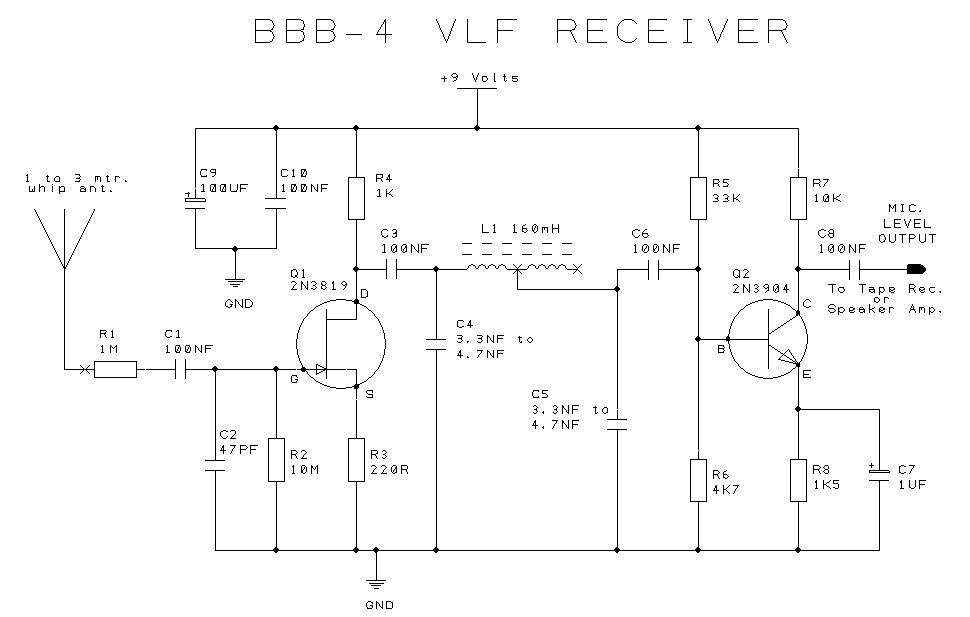 BBB-4 VLF RECEIVER
+9 Volts
1 to 3 mtr.
whip ant.
C9
+
100UF
C10
100NF
R4
1K
R5
33K
R7
10K
MIC.
LEVEL
OUTPUT
L1 160mH
C3
100NF
C6
100NF
C8
100NF
Q1
2N3819
D
Q2
2N3904
To Tape Rec.
or
Speaker Amp.
GND
C
R1
1M
C1
100NF
C4
3.3NF to
4.7NF
B
G
S
E
C5
3.3NF to
4.7NF
C2
47PF
R2
10M
R3
220R
R6
4K7
R8
1K5
+
C7
1UF
GND